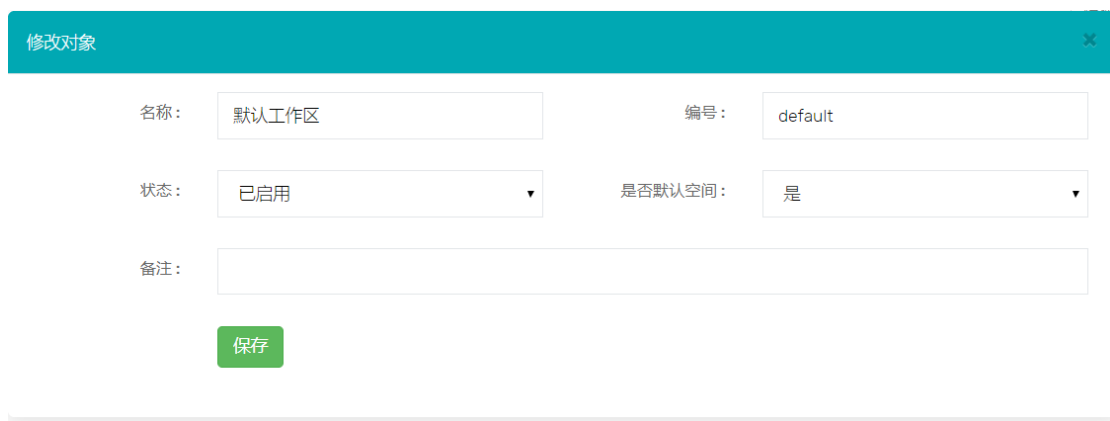 修改对象
×
名称： 默认工作区 编号： default
状态： 已启用 是否默认空间： 是
备注：
保存